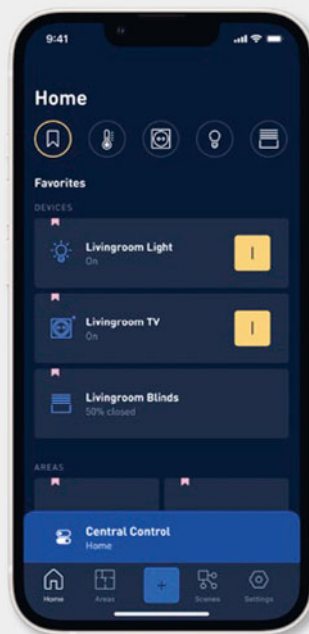 9:41
Home
Favorites
DEVICES
Livingroom Light
On
Livingroom TV
On
Livingroom Blinds
50% closed
AREAS
Central Control
Home
Home
Areas
+
Scenes
Settings